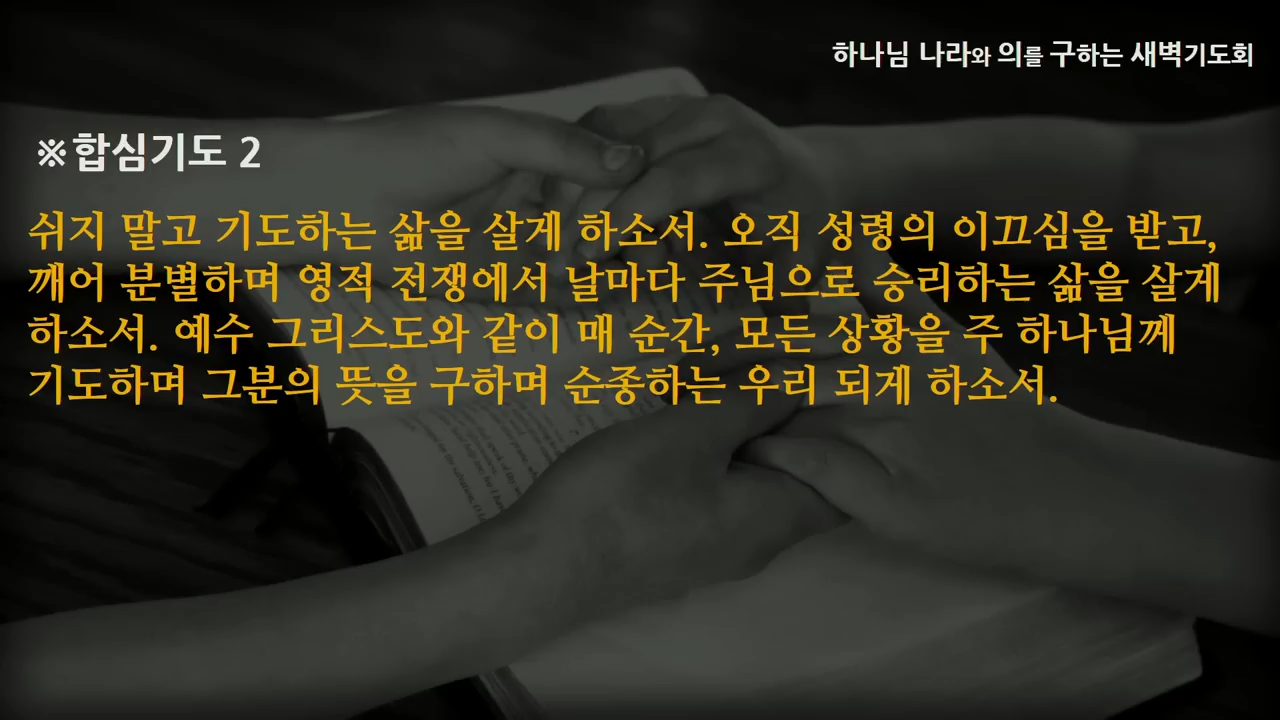 하나님 나라와 의를 구하는 새벽기도회
※합심기도 2
쉬지 말고 기도하는 삶을 살게 하소서. 오직 성령의 이끄심을 받고,
깨어 분별하며 영적 전쟁에서 날마다 주님으로 승리하는 삶을 살게
하소서. 예수 그리스도와 같이 매 순간, 모든 상황을 주 하나님께
기도하며 그분의 뜻을 구하며 순종하는 우리 되게 하소서.